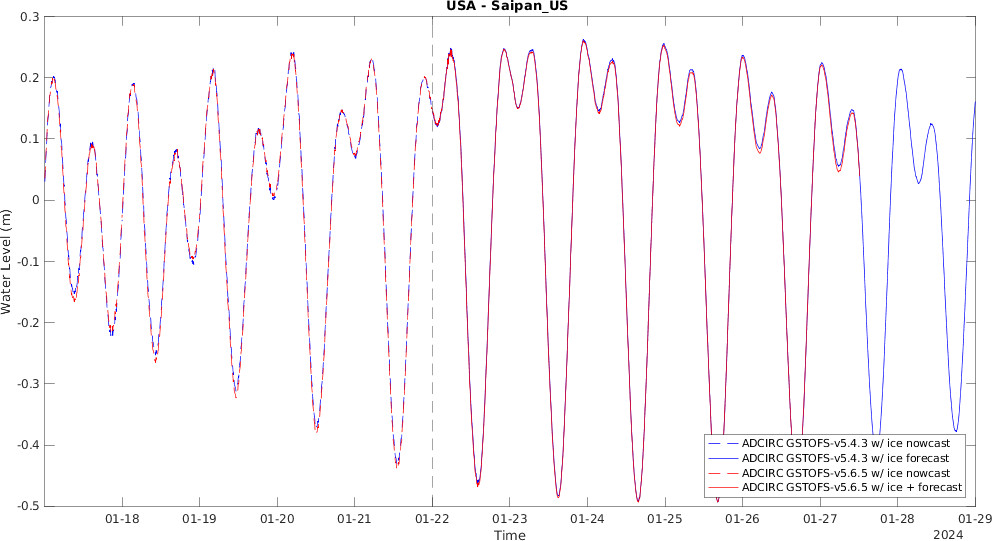 USA - Saipan_US
0.3
0.2
0.1
0
-0.1
-0.2
-0.3
-0.4
-0.5
Water Level (m)
ADCIRC GSTOFS-v5.4.3 w/ ice nowcast
ADCIRC GSTOFS-v5.4.3 w/ ice forecast
ADCIRC GSTOFS-v5.6.5 w/ ice nowcast
ADCIRC GSTOFS-v5.6.5 w/ ice + forecast
01-18 01-19 01-20 01-21 01-22 01-23 01-24 01-25 01-26 01-27 01-28 01-29
Time
2024